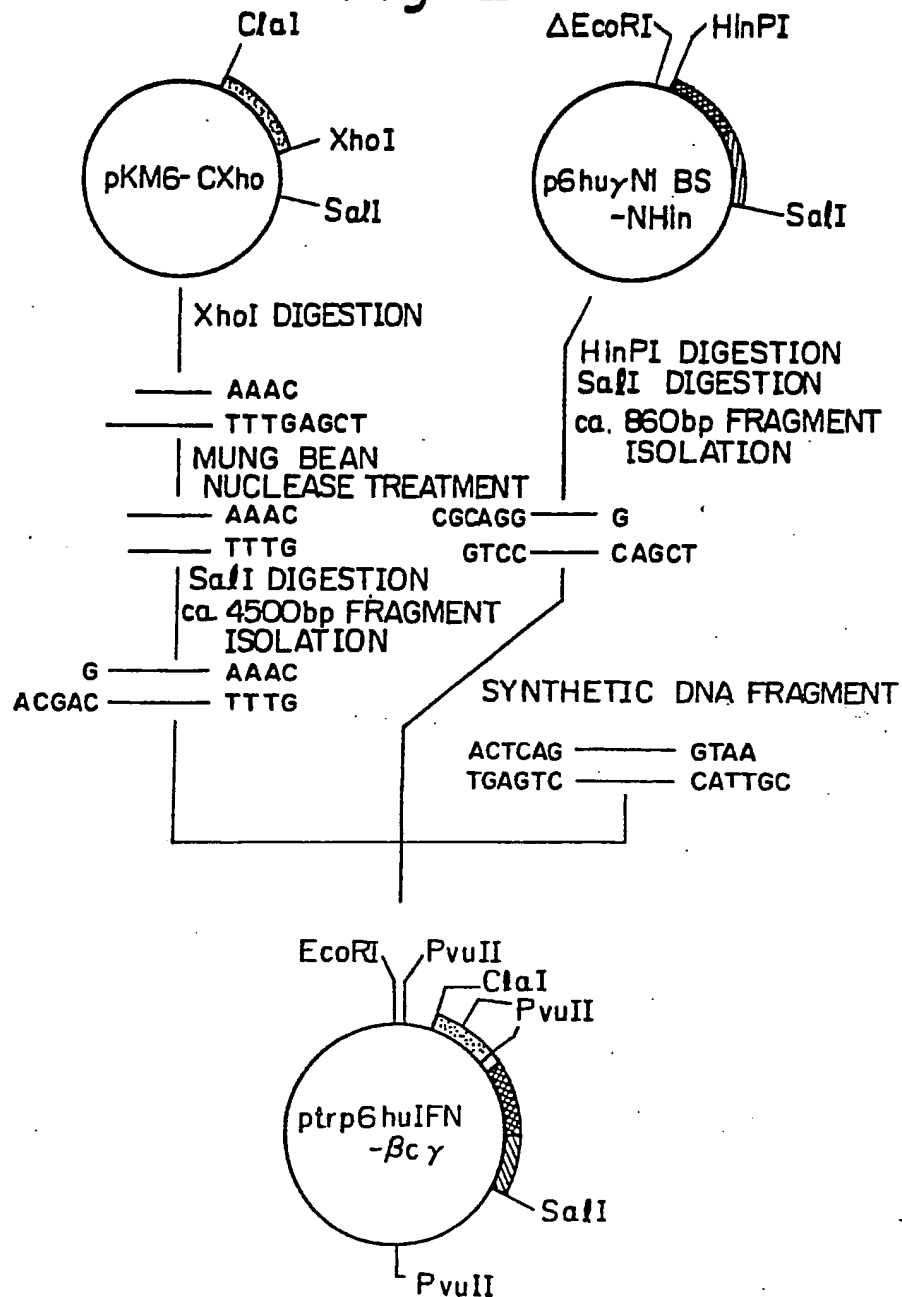 ClaI
XhoI
SalI
pKM6-CXho
ΔEcoRI
HinPI
p6huγN1 BS
-NHin
SalI
XhoI DIGESTION
AAAC
TTTGAGCT
MUNG BEAN
NUCLEASE TREATMENT
AAAC
TTTG
SalI DIGESTION
ca. 4500bp FRAGMENT
ISOLATION
G
AAAC
ACGAC
TTTG
HinPI DIGESTION
SalI DIGESTION
ca. 860bp FRAGMENT
ISOLATION
CGCAGG
G
GTCC
CAGCT
SYNTHETIC DNA FRAGMENT
ACTCAG
GTAA
TGAGTC
CATTGC
EcoRI
PvuII
ClaI
PvuII
ptrp6huIFN
-βcγ
SalI
PvuII